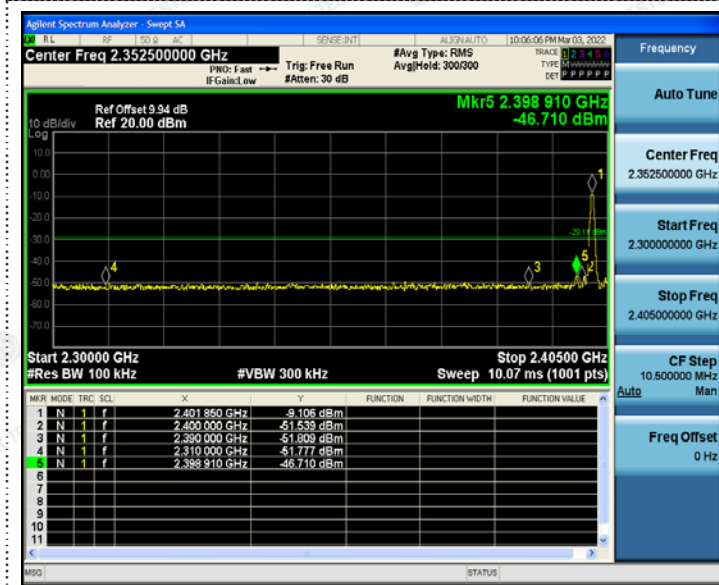 Agilent Spectrum Analyzer - Swept SA
RL RF 50 Ω AC SENSE:INT ALIGN AUTO 10:06:06 PM Mar 03, 2022
Center Freq 2.352500000 GHz
PNO: Fast
IFGain:Low
Trig: Free Run
#Atten: 30 dB
#Avg Type: RMS
Avg|Hold: 300/300
TRACE 1 2 3 4 5 6
TYPE M
DET P P P P P P
Ref Offset 9.94 dB
Ref 20.00 dBm
10 dB/div
Log
Mkr5 2.398 910 GHz
-46.710 dBm
10.0
0.00
-10.0
-20.0
-30.0
-40.0
-60.0
-70.0
-29.11 dBm
1
4
3
5
2
Start 2.30000 GHz
Stop 2.40500 GHz
#Res BW 100 kHz
#VBW 300 kHz
Sweep 10.07 ms (1001 pts)
MKR MODE TRC SCL X Y FUNCTION FUNCTION WIDTH FUNCTION VALUE
1 N 1 f 2.401 850 GHz -9.106 dBm
2 N 1 f 2.400 000 GHz -51.539 dBm
3 N 1 f 2.390 000 GHz -51.809 dBm
4 N 1 f 2.310 000 GHz -51.777 dBm
5 N 1 f 2.398 910 GHz -46.710 dBm
6
7
8
9
10
11
MSG
STATUS
Frequency
Auto Tune
Center Freq
2.352500000 GHz
Start Freq
2.300000000 GHz
Stop Freq
2.405000000 GHz
CF Step
10.500000 MHz
Auto Man
Freq Offset
0 Hz